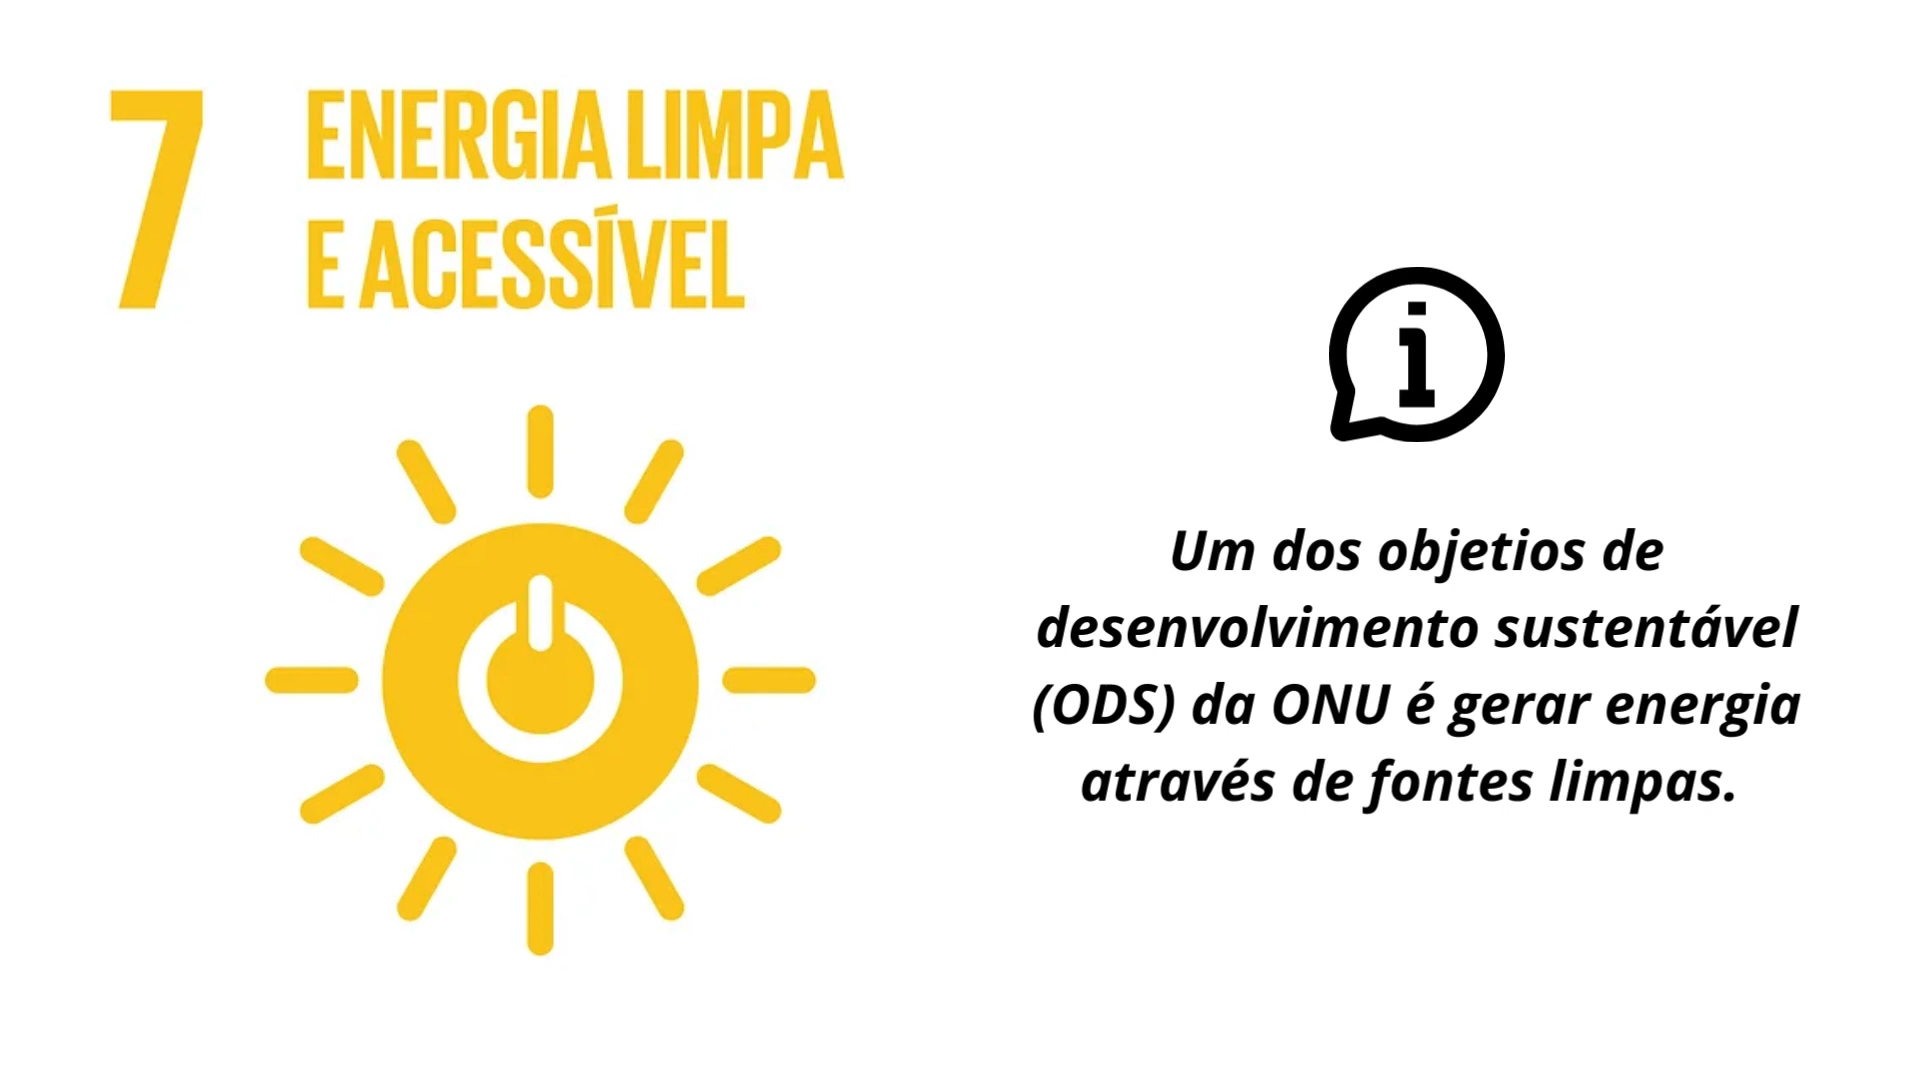 7
ENERGIA LIMPA
E ACESSÍVEL
i
Um dos objetios de
desenvolvimento sustentável
(ODS) da ONU é gerar energia
através de fontes limpas.